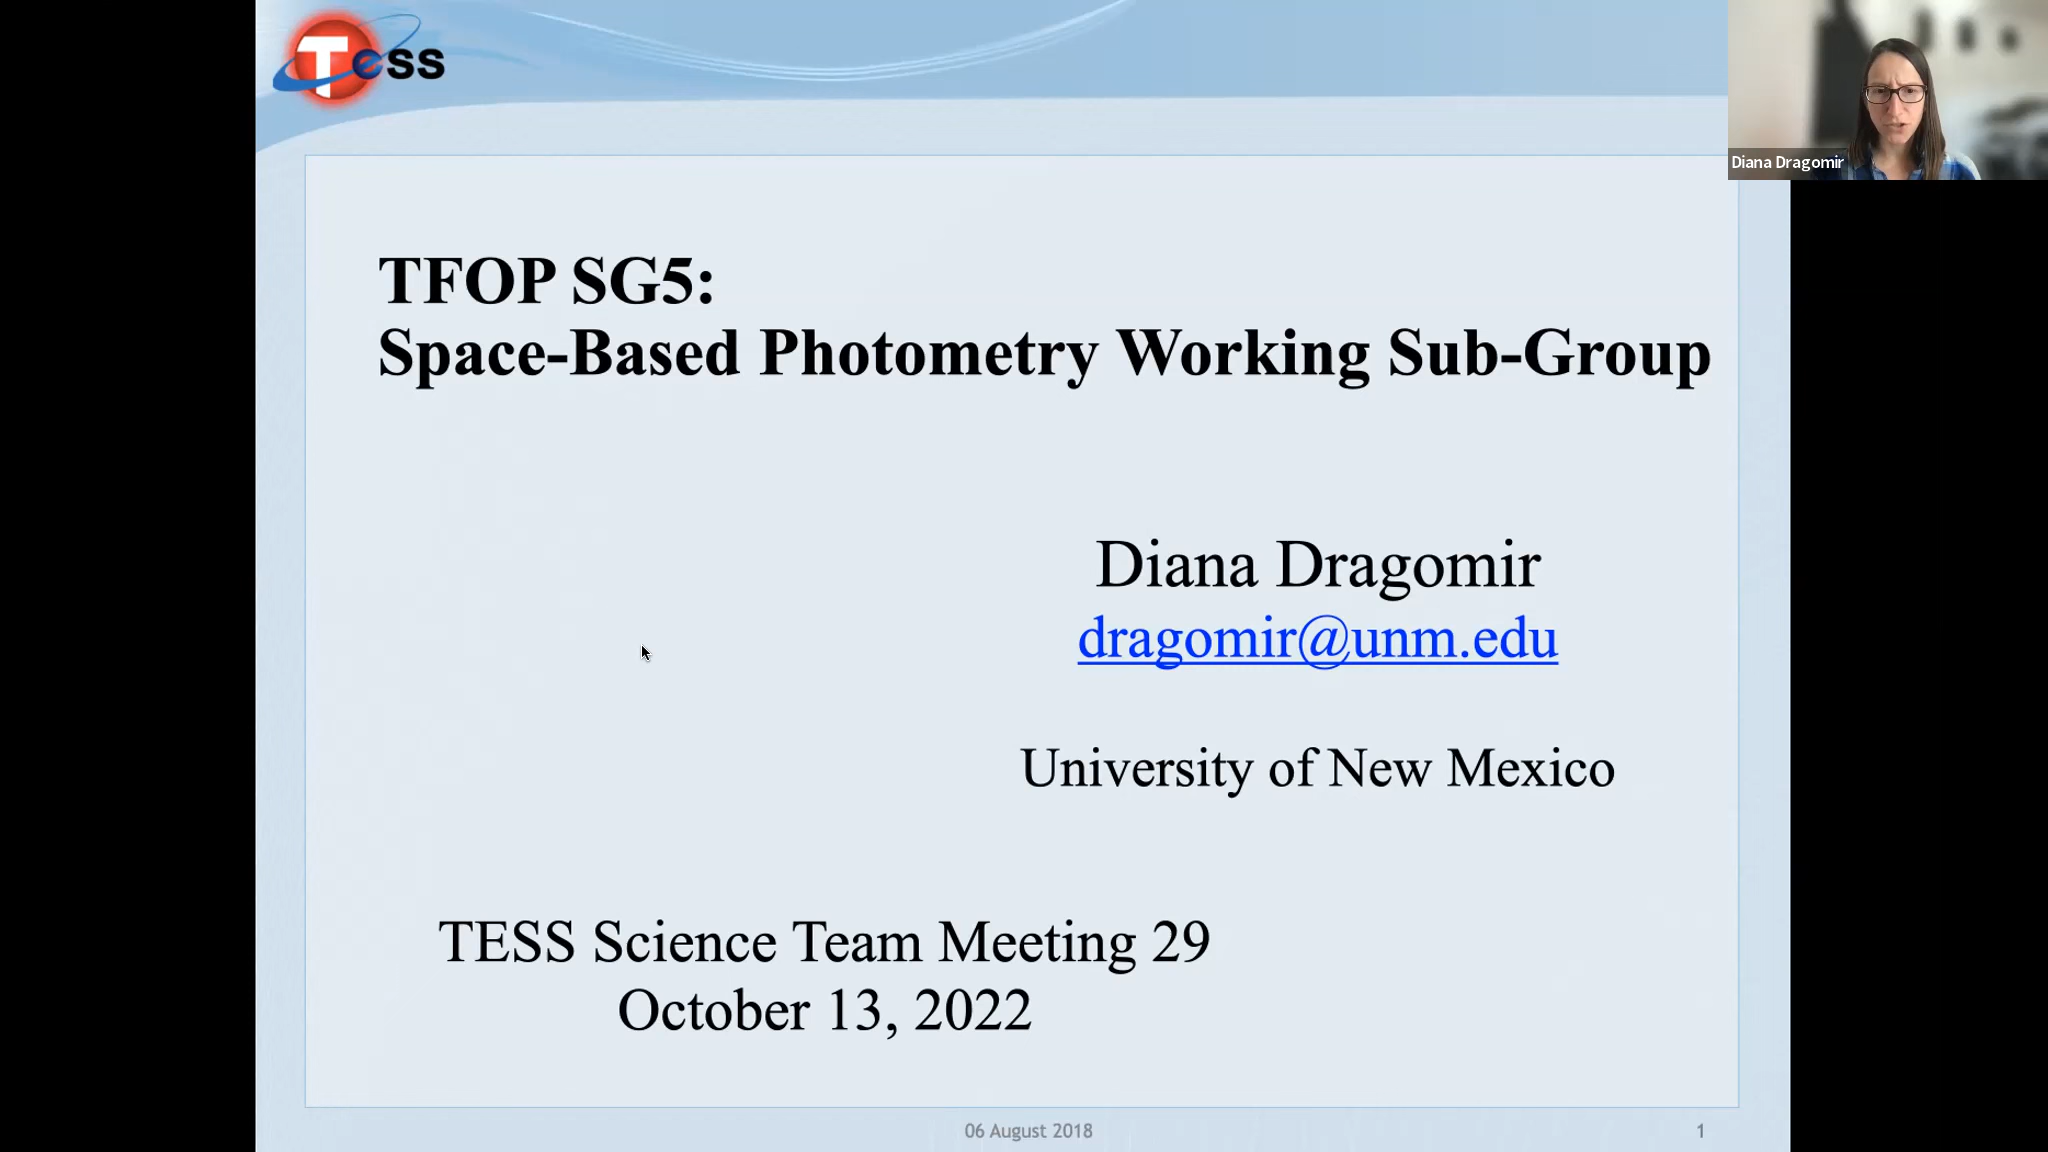 Tess
Diana Dragomir
TFOP SG5:
Space-Based Photometry Working Sub-Group
Diana Dragomir
dragomir@unm.edu
University of New Mexico
TESS Science Team Meeting 29
October 13, 2022
06 August 2018
1